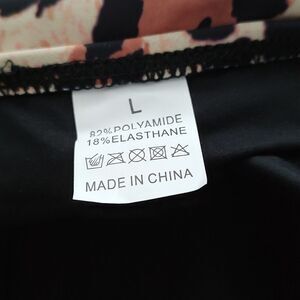 L
82%POLYAMIDE
18%ELASTHANE
MADE IN CHINA